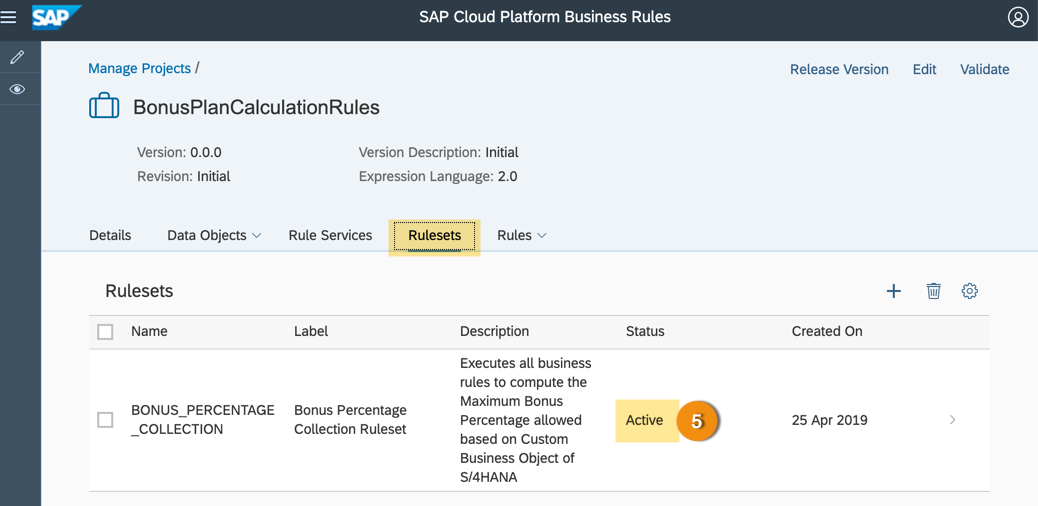 SAP SAP Cloud Platform Business Rules
Manage Projects / Release Version Edit Validate
BonusPlanCalculationRules
Version: 0.0.0 Version Description: Initial
Revision: Initial Expression Language: 2.0
Details Data Objects Rule Services Rulesets Rules
Rulesets
Name Label Description Status Created On
BONUS_PERCENTAGE
_COLLECTION
Bonus Percentage
Collection Ruleset
Executes all business
rules to compute the
Maximum Bonus
Percentage allowed
based on Custom
Business Object of
S/4HANA
Active 5 25 Apr 2019